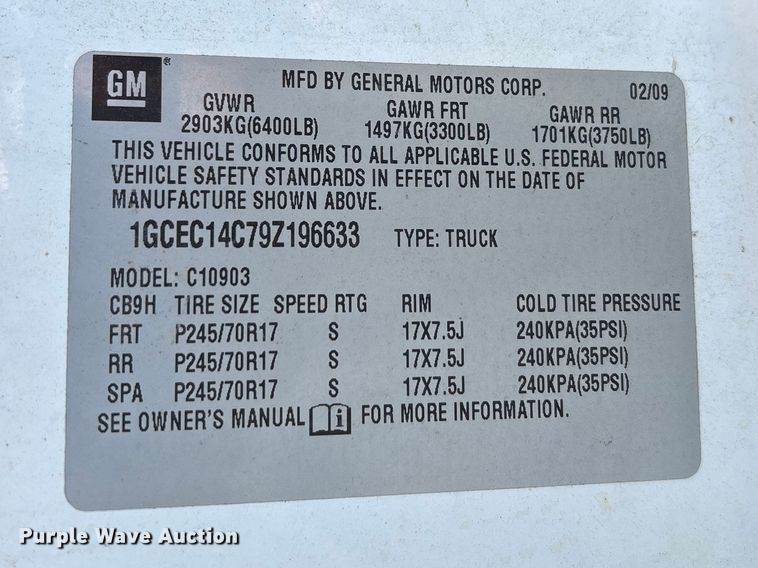 GM® MFD BY GENERAL MOTORS CORP. 02/09
GVWR GAWR FRT GAWR RR
2903KG(6400LB) 1497KG(3300LB) 1701KG(3750LB)
THIS VEHICLE CONFORMS TO ALL APPLICABLE U.S. FEDERAL MOTOR
VEHICLE SAFETY STANDARDS IN EFFECT ON THE DATE OF
MANUFACTURE SHOWN ABOVE.
1GCEC14C79Z196633 TYPE: TRUCK
MODEL: C10903
CB9H TIRE SIZE SPEED RTG RIM COLD TIRE PRESSURE
FRT P245/70R17 S 17X7.5J 240KPA(35PSI)
RR P245/70R17 S 17X7.5J 240KPA(35PSI)
SPA P245/70R17 S 17X7.5J 240KPA(35PSI)
SEE OWNER'S MANUAL i FOR MORE INFORMATION.
Purple Wave Auction